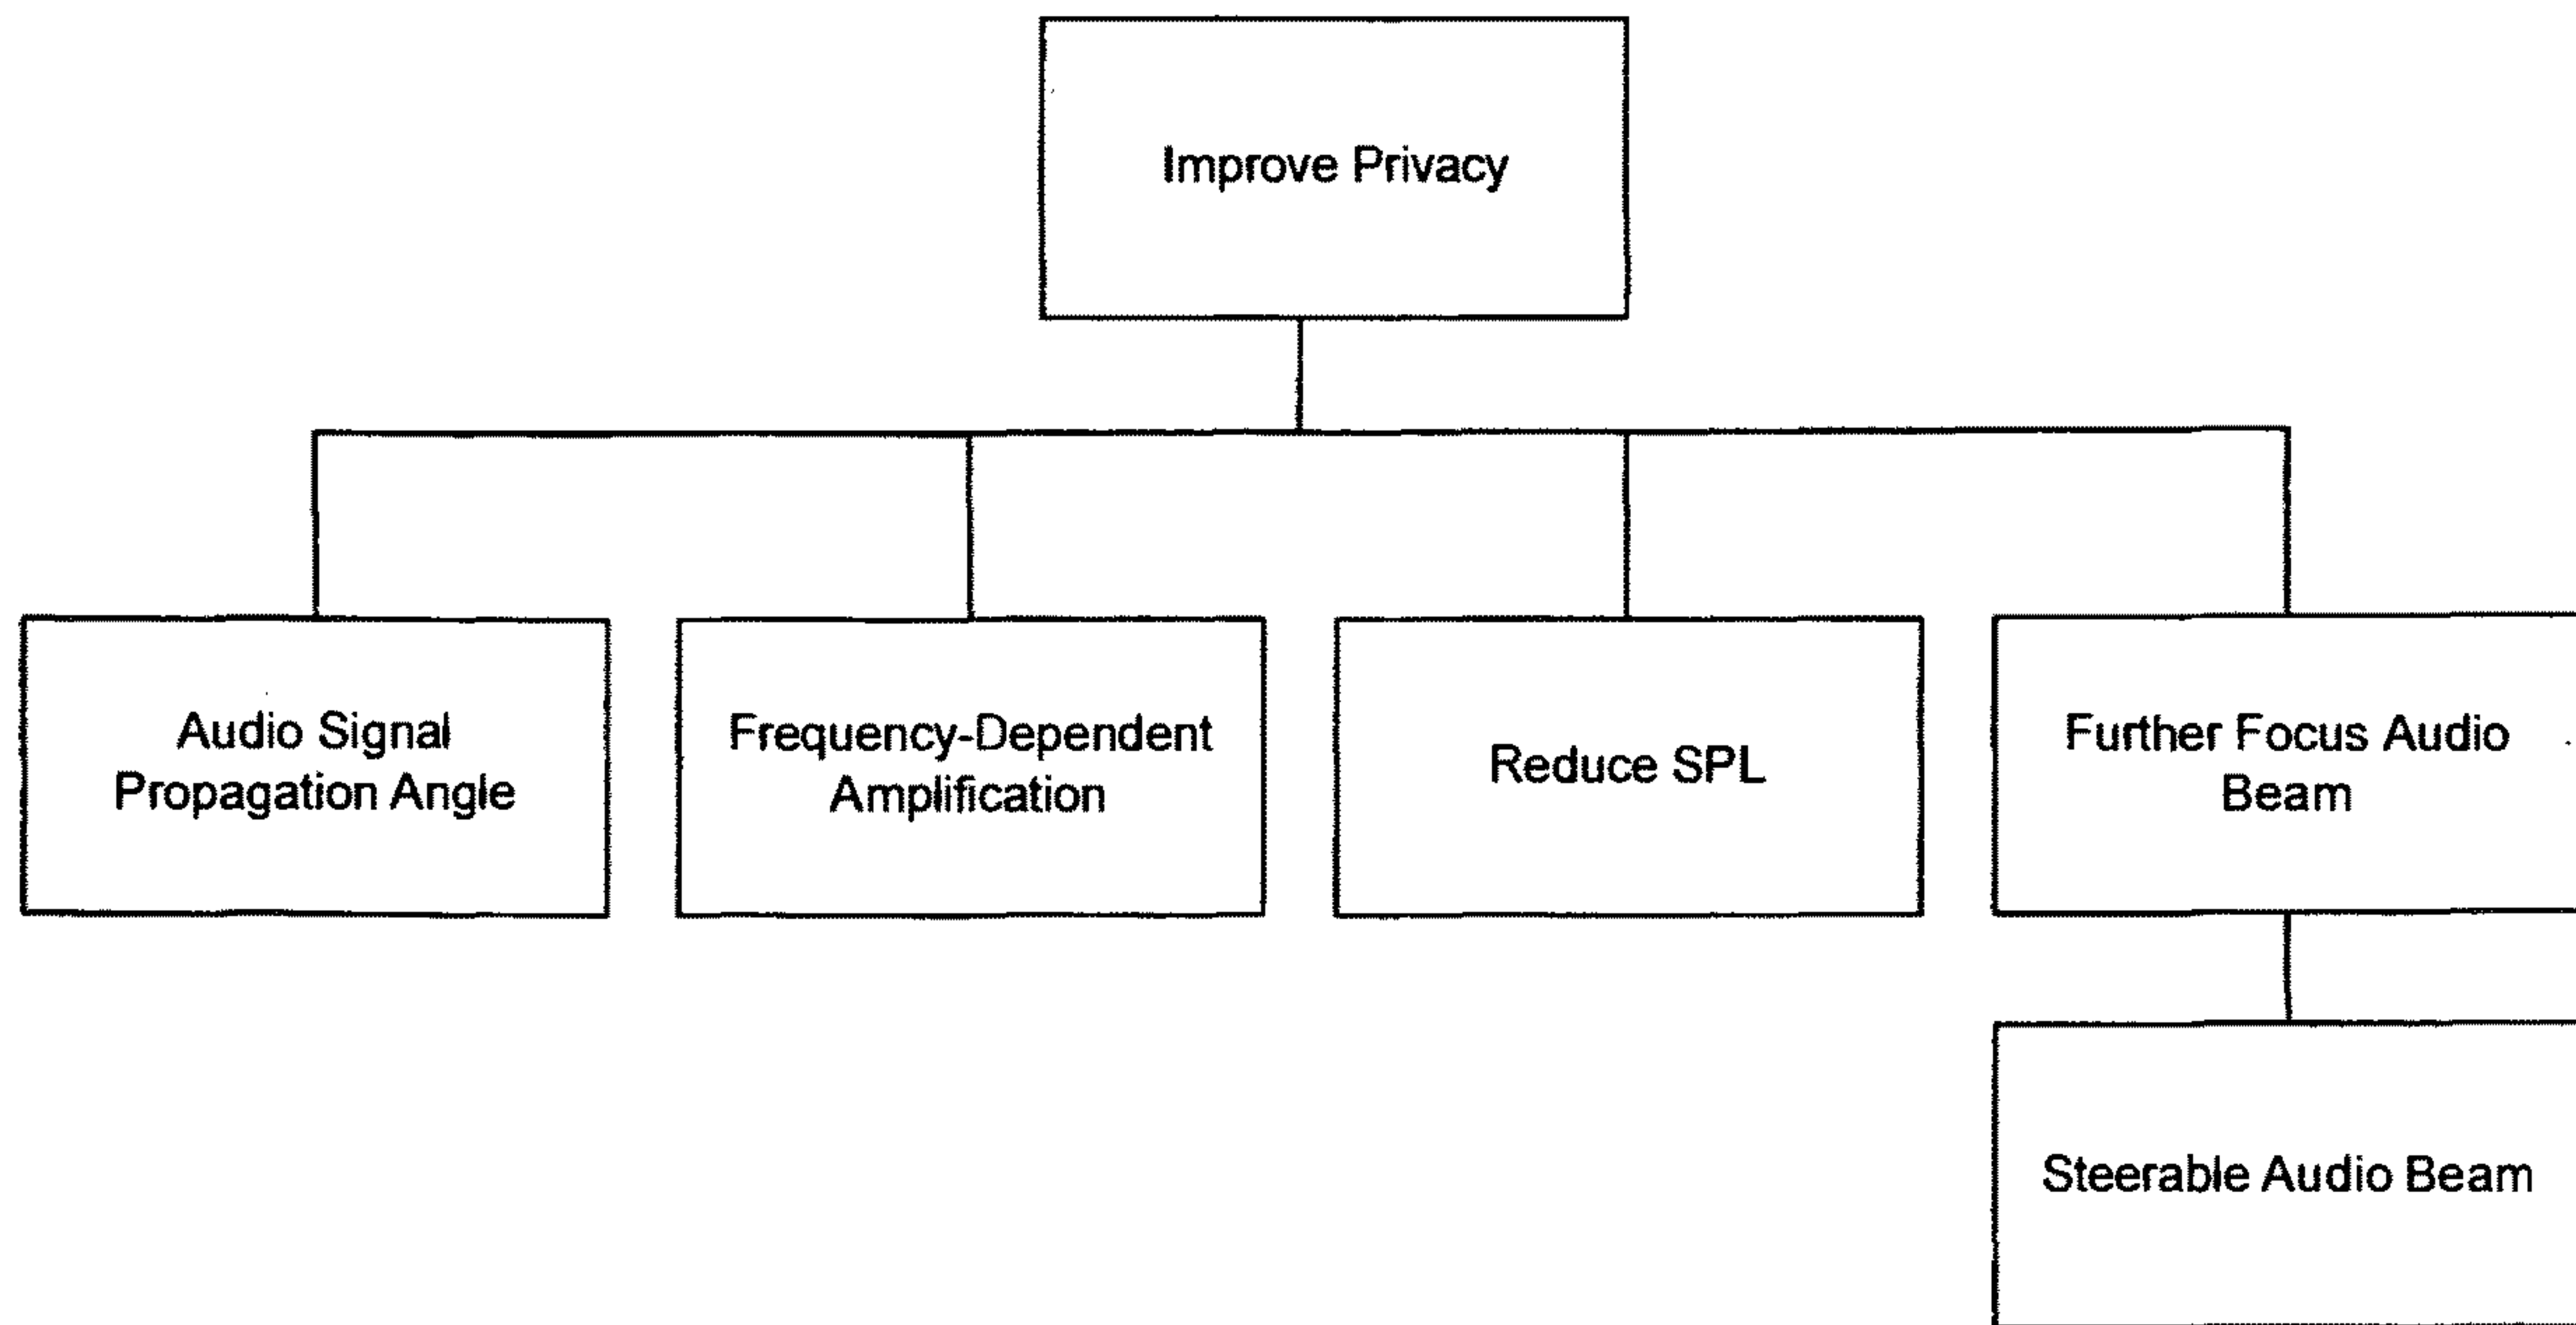 Improve Privacy
Audio Signal
Propagation Angle
Frequency-Dependent
Amplification
Reduce SPL
Further Focus Audio
Beam
Steerable Audio Beam